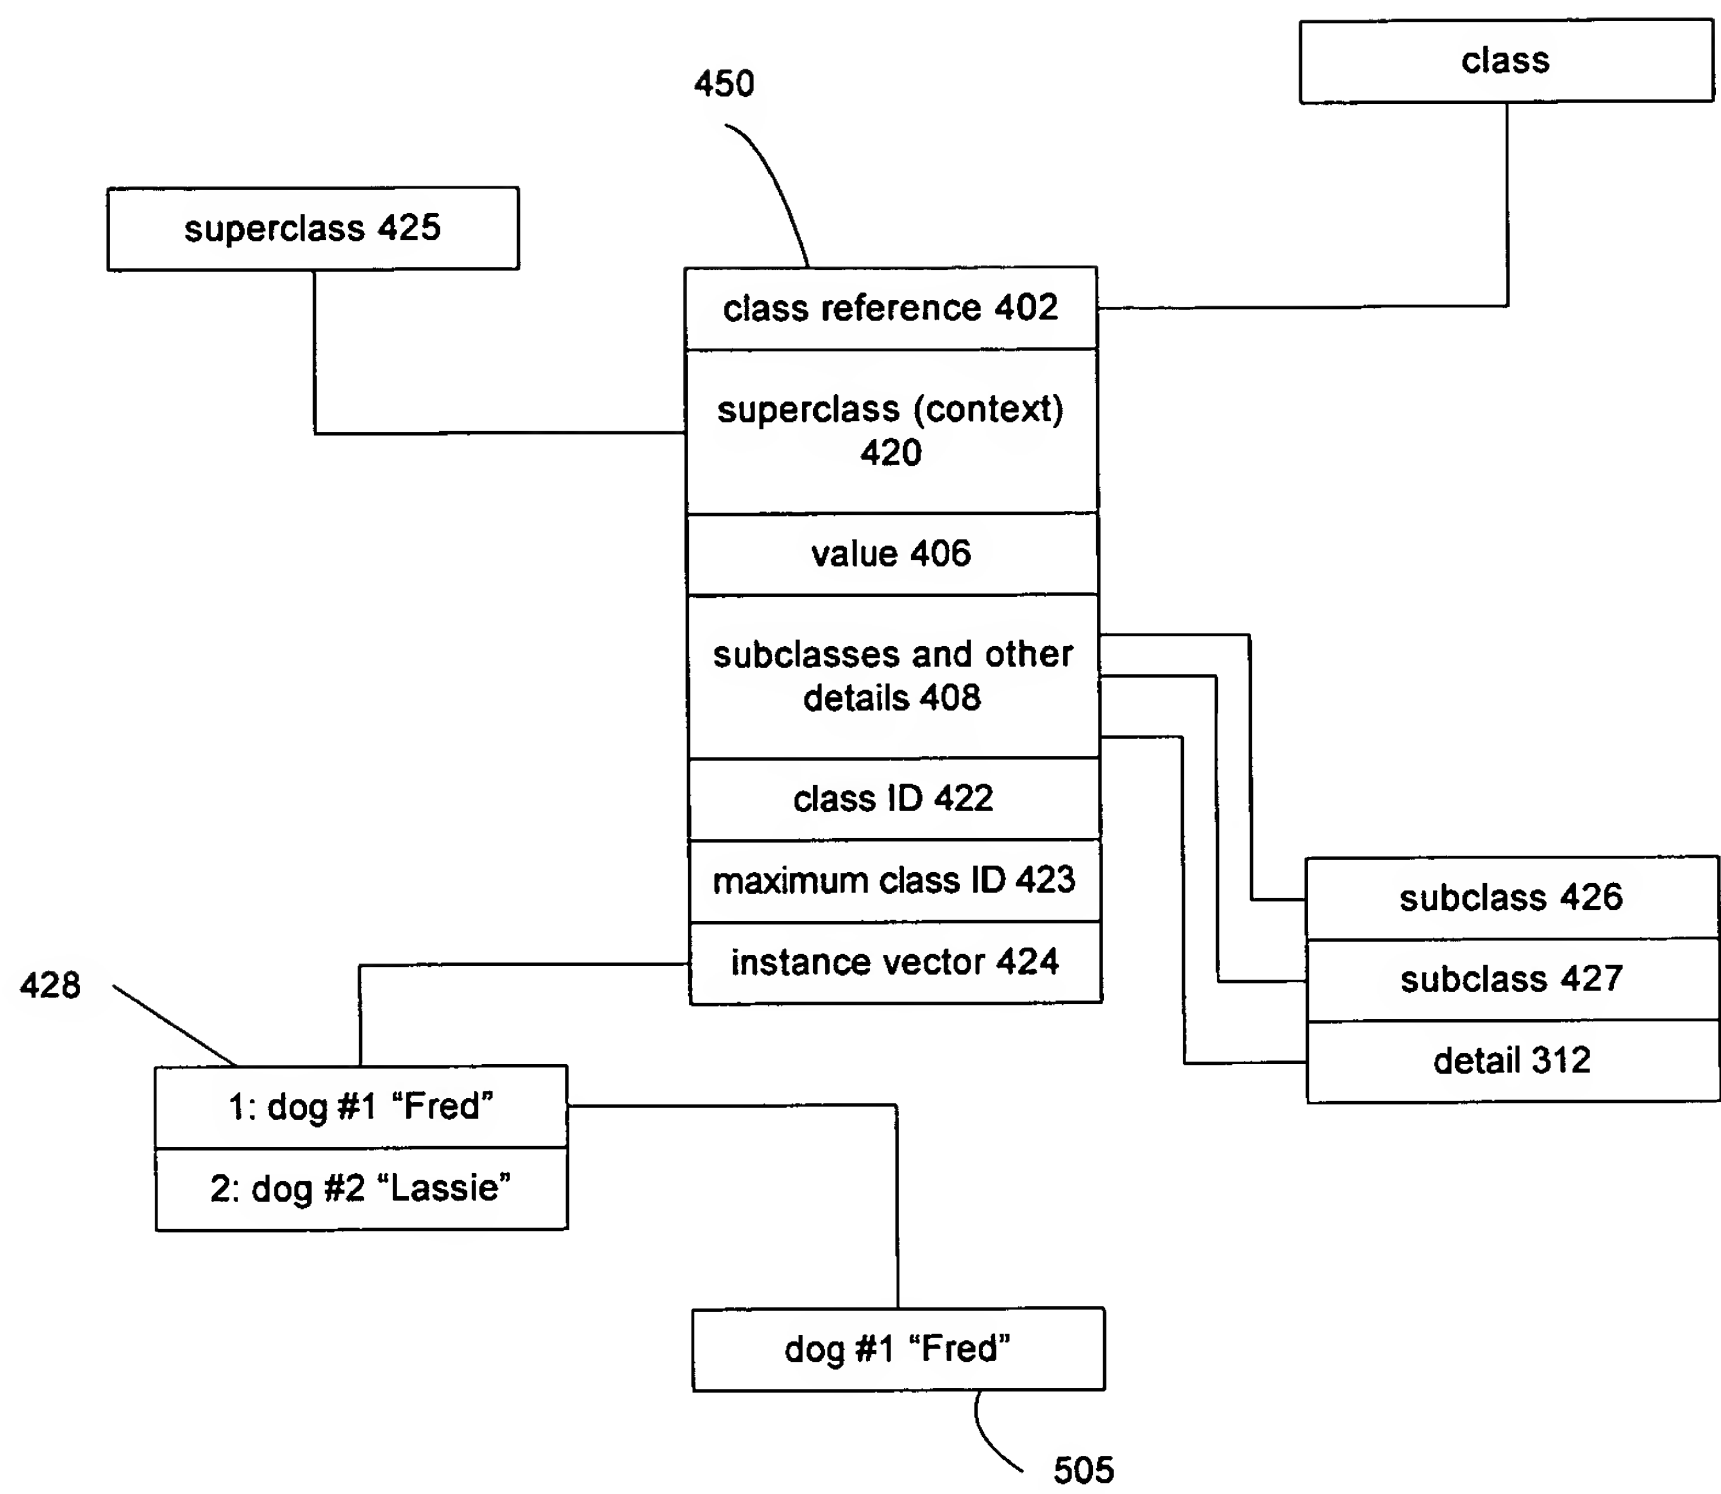 class
450
superclass 425
class reference 402
superclass (context)
420
value 406
subclasses and other
details 408
class ID 422
maximum class ID 423
instance vector 424
subclass 426
subclass 427
detail 312
428
1: dog #1 “Fred”
2: dog #2 “Lassie”
dog #1 “Fred”
505